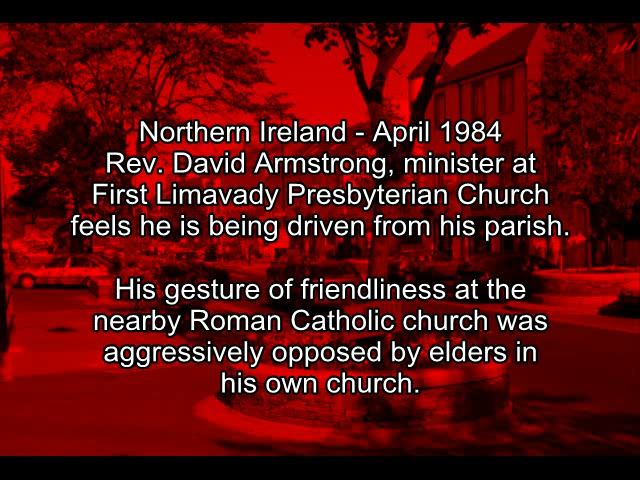 Northern Ireland - April 1984
Rev. David Armstrong, minister at
First Limavady Presbyterian Church
feels he is being driven from his parish.
His gesture of friendliness at the
nearby Roman Catholic church was
aggressively opposed by elders in
his own church.